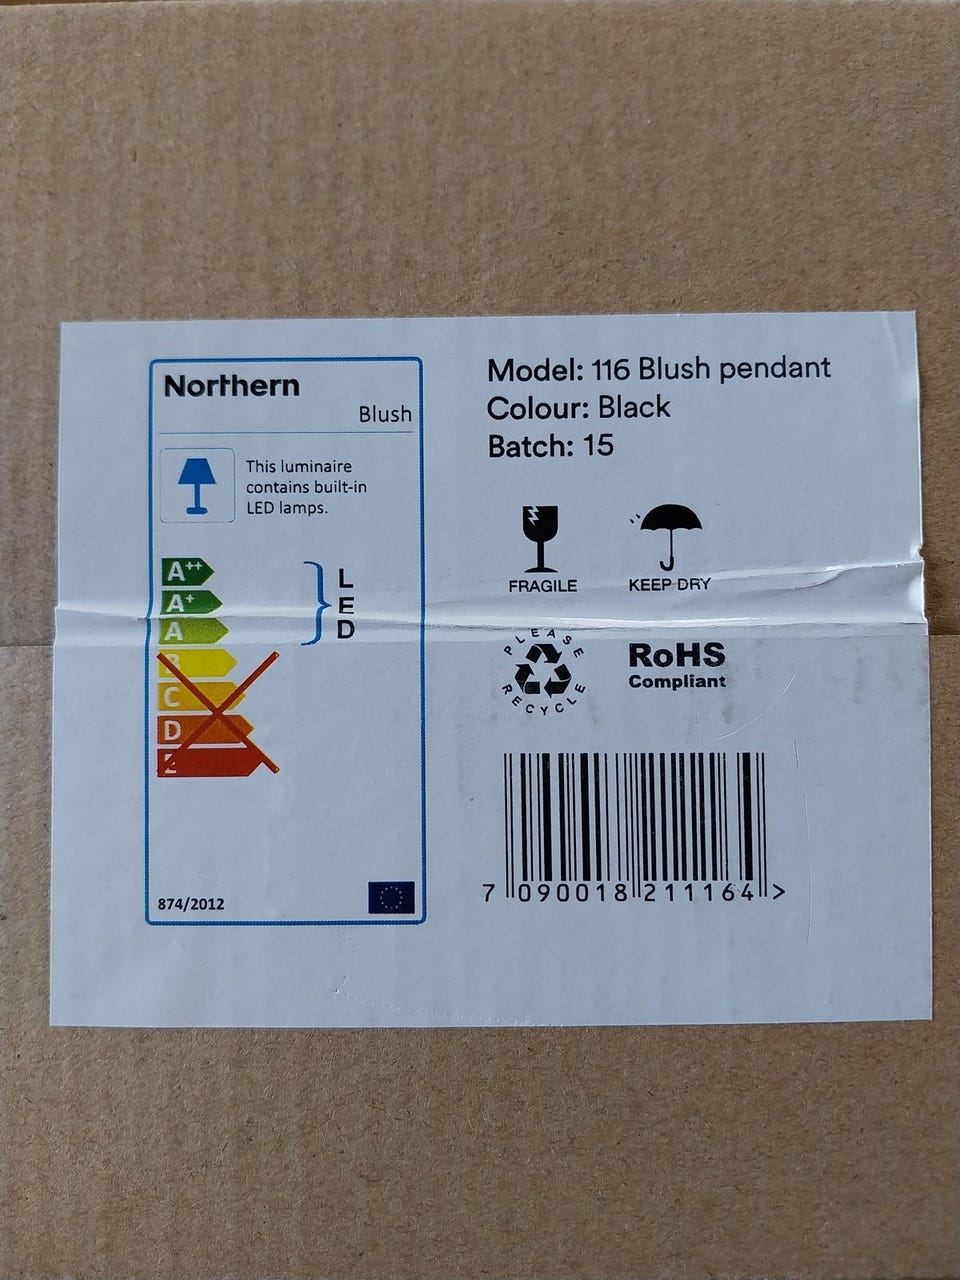 Northern
Blush
This luminaire
contains built-in
LED lamps.
A++
A+
A
B
C
D
E
L
E
D
874/2012
Model: 116 Blush pendant
Colour: Black
Batch: 15
FRAGILE
KEEP DRY
PLEASE
RECYCLE
RoHS
Compliant
7 090018 211164 >